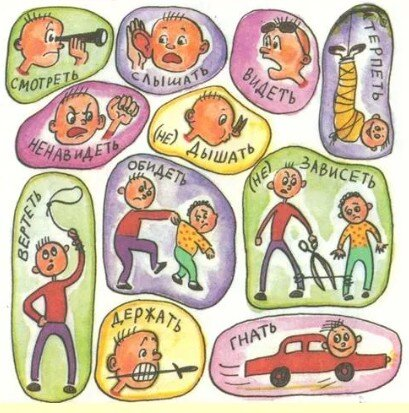 СМОТРЕТЬ
СЛЫШАТЬ
ВИДЕТЬ
ТЕРПЕТЬ
НЕНАВИДЕТЬ
(НЕ) ДЫШАТЬ
ВЕРТЕТЬ
ОБИДЕТЬ
(НЕ) ЗАВИСЕТЬ
ДЕРЖАТЬ
ГНАТЬ